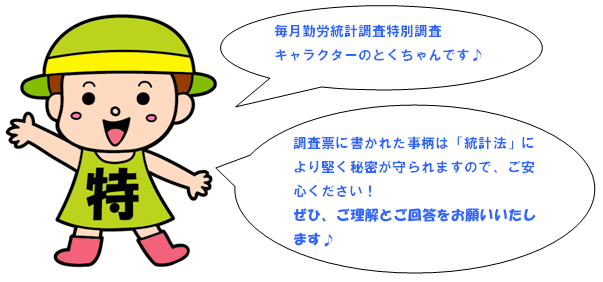 毎月勤労統計調査特別調査
キャラクターのとくちゃんです♪
調査票に書かれた事柄は「統計法」に
より堅く秘密が守られますので、ご安
心ください！
ぜひ、ご理解とご回答をお願いいたし
ます♪
特